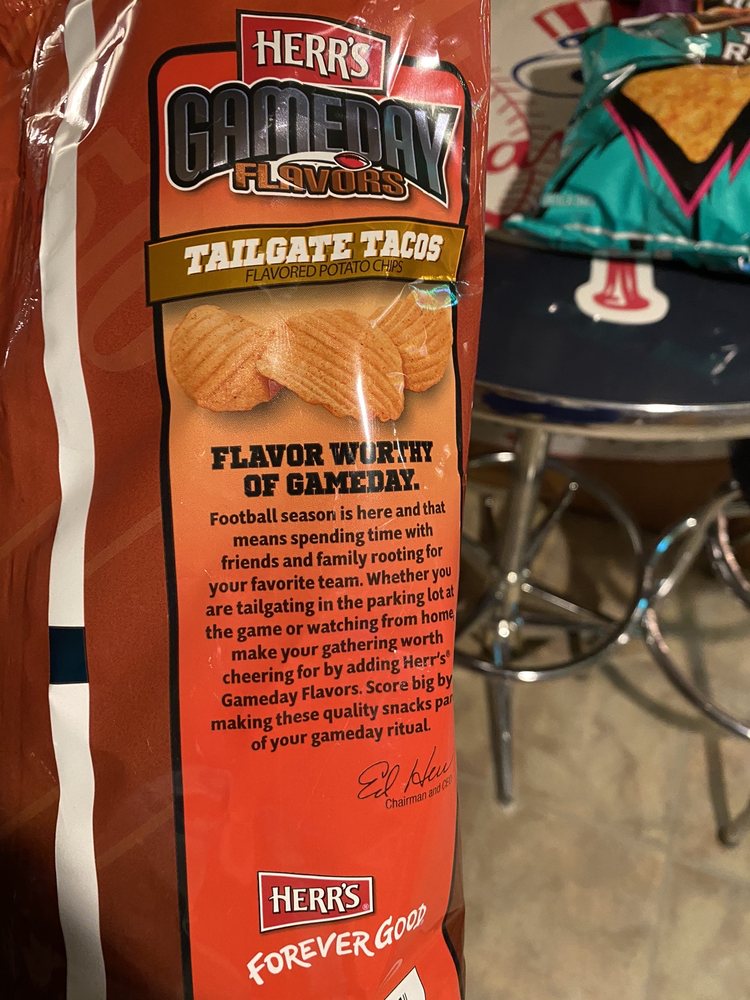 HERR'S
GAMEDAY
FLAVORS
TAILGATE TACOS
FLAVORED POTATO CHIPS
FLAVOR WORTHY
OF GAMEDAY.
Football season is here and that
means spending time with
friends and family rooting for
your favorite team. Whether you
are tailgating in the parking lot at
the game or watching from home,
make your gathering worth
cheering for by adding Herr's®
Gameday Flavors. Score big by
making these quality snacks par
of your gameday ritual.
Ed Herr
Chairman and CEO
HERR'S®
FOREVER GOOD